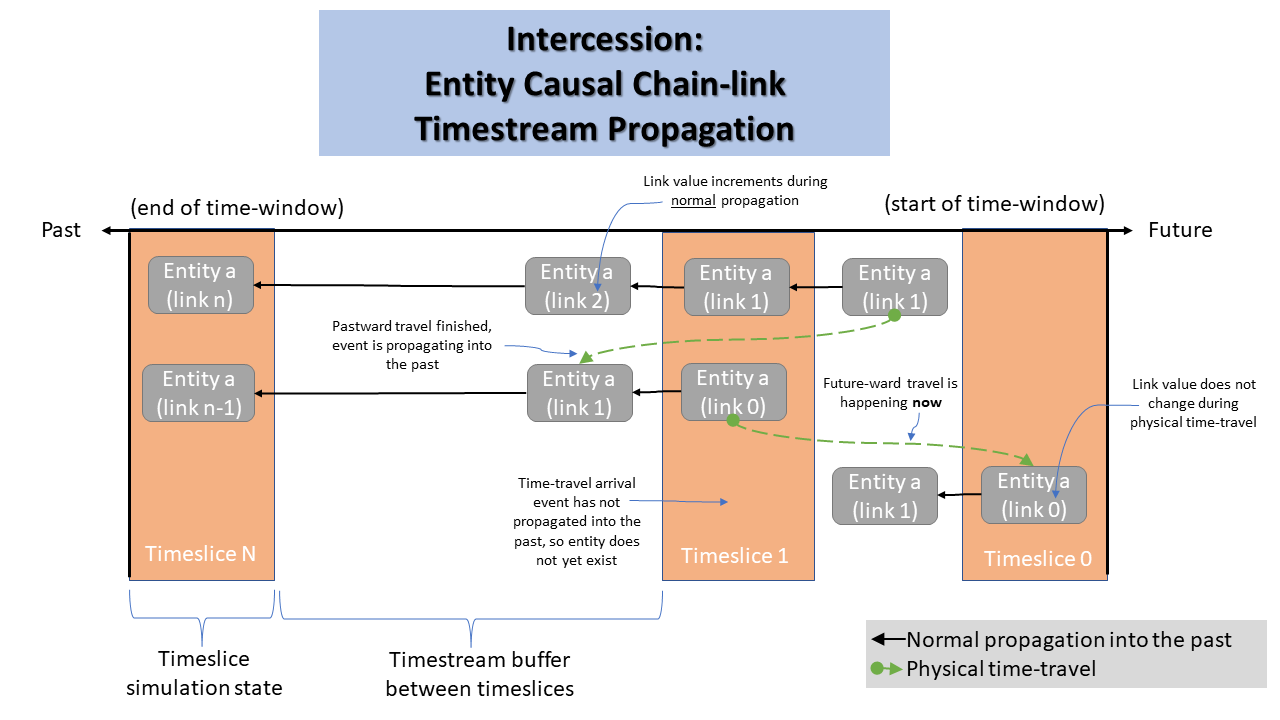 Intercession:
Entity Causal Chain-link
Timestream Propagation
Link value increments during
normal propagation
(end of time-window)
(start of time-window)
Past
Future
Entity a
(link n)
Entity a
(link 2)
Entity a
(link 1)
Entity a
(link 1)
Pastward travel finished,
event is propagating into
the past
Entity a
(link n-1)
Entity a
(link 1)
Entity a
(link 0)
Future-ward travel is
happening now
Link value does not
change during
physical time-travel
Time-travel arrival
event has not
propagated into the
past, so entity does
not yet exist
Entity a
(link 1)
Entity a
(link 0)
Timeslice N
Timeslice 1
Timeslice 0
Timeslice
simulation state
Timestream buffer
between timeslices
Normal propagation into the past
Physical time-travel